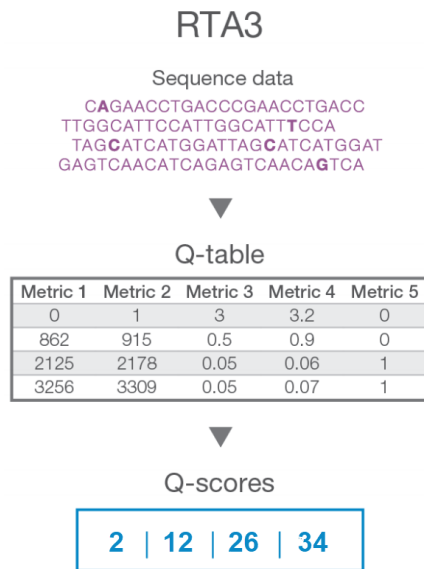 RTA3
Sequence data
CAGAACCTGACCCGAACCTGACC
TTGGCATTCCATTGGCATTTCCA
TAGCATCATGGATTAGCATCATGGAT
GAGTCAACATCAGAGTCAACAGTCA
Q-table
Metric 1 Metric 2 Metric 3 Metric 4 Metric 5
0 1 3 3.2 0
862 915 0.5 0.9 0
2125 2178 0.05 0.06 1
3256 3309 0.05 0.07 1
Q-scores
2 | 12 | 26 | 34